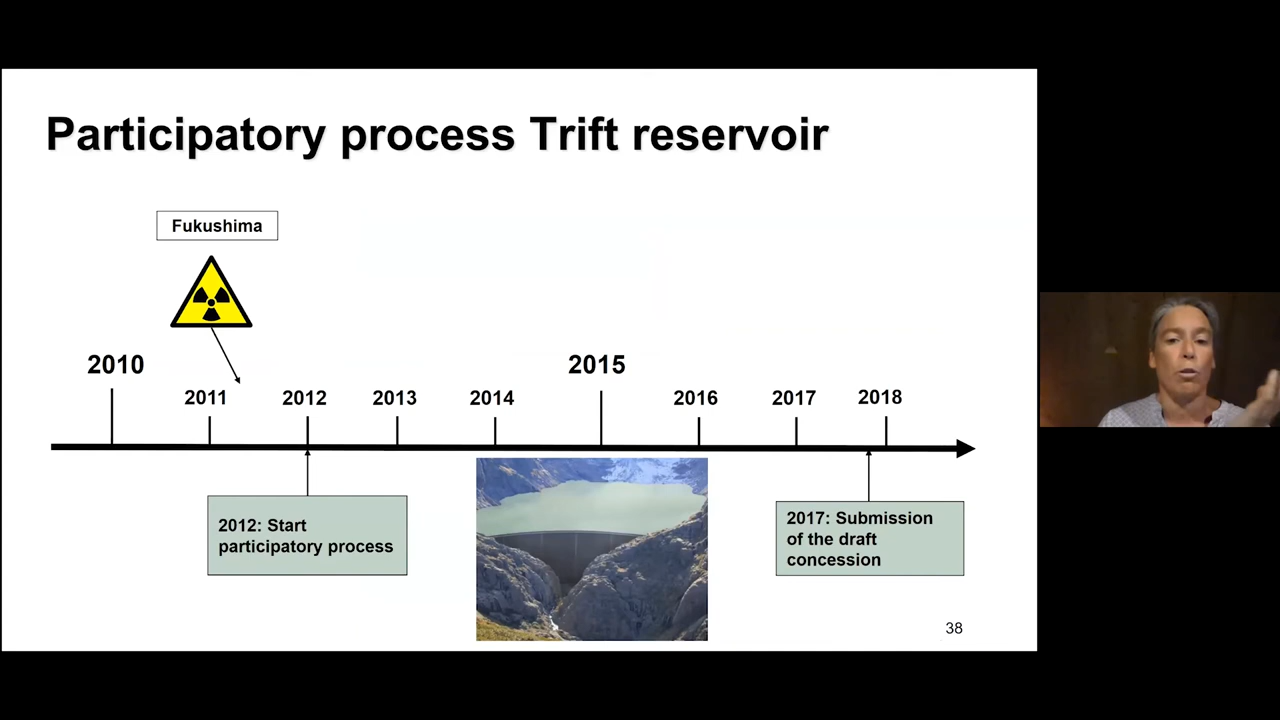 Participatory process Trift reservoir
Fukushima
2010
2011
2012
2013
2014
2015
2016
2017
2018
2012: Start
participatory process
2017: Submission
of the draft
concession
38